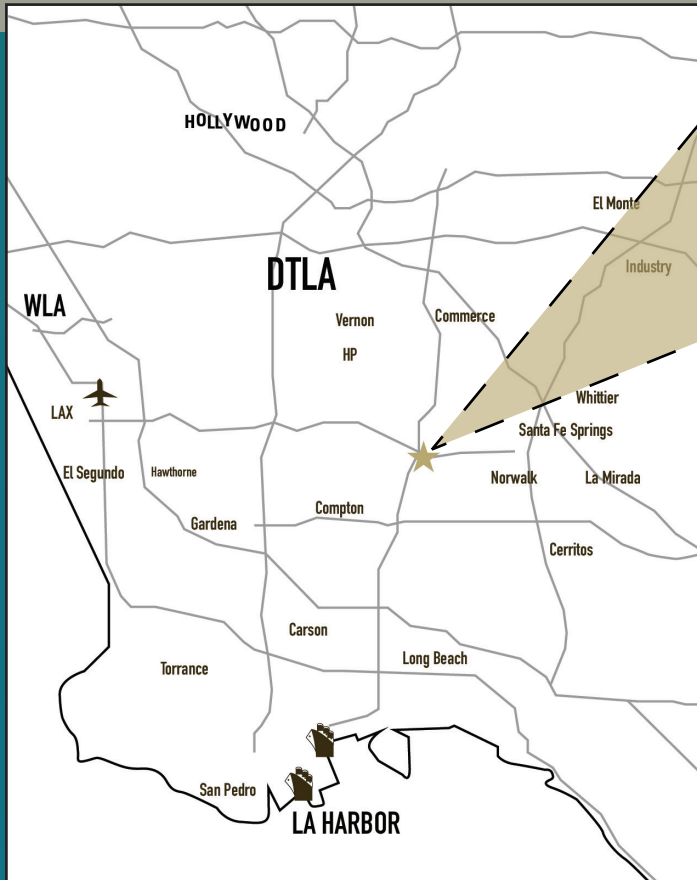 HOLLYWOOD
El Monte
Industry
DTLA
WLA
Vernon
Commerce
HP
Whittier
LAX
Santa Fe Springs
El Segundo
Hawthorne
Norwalk
La Mirada
Compton
Gardena
Cerritos
Carson
Long Beach
Torrance
San Pedro
LA HARBOR